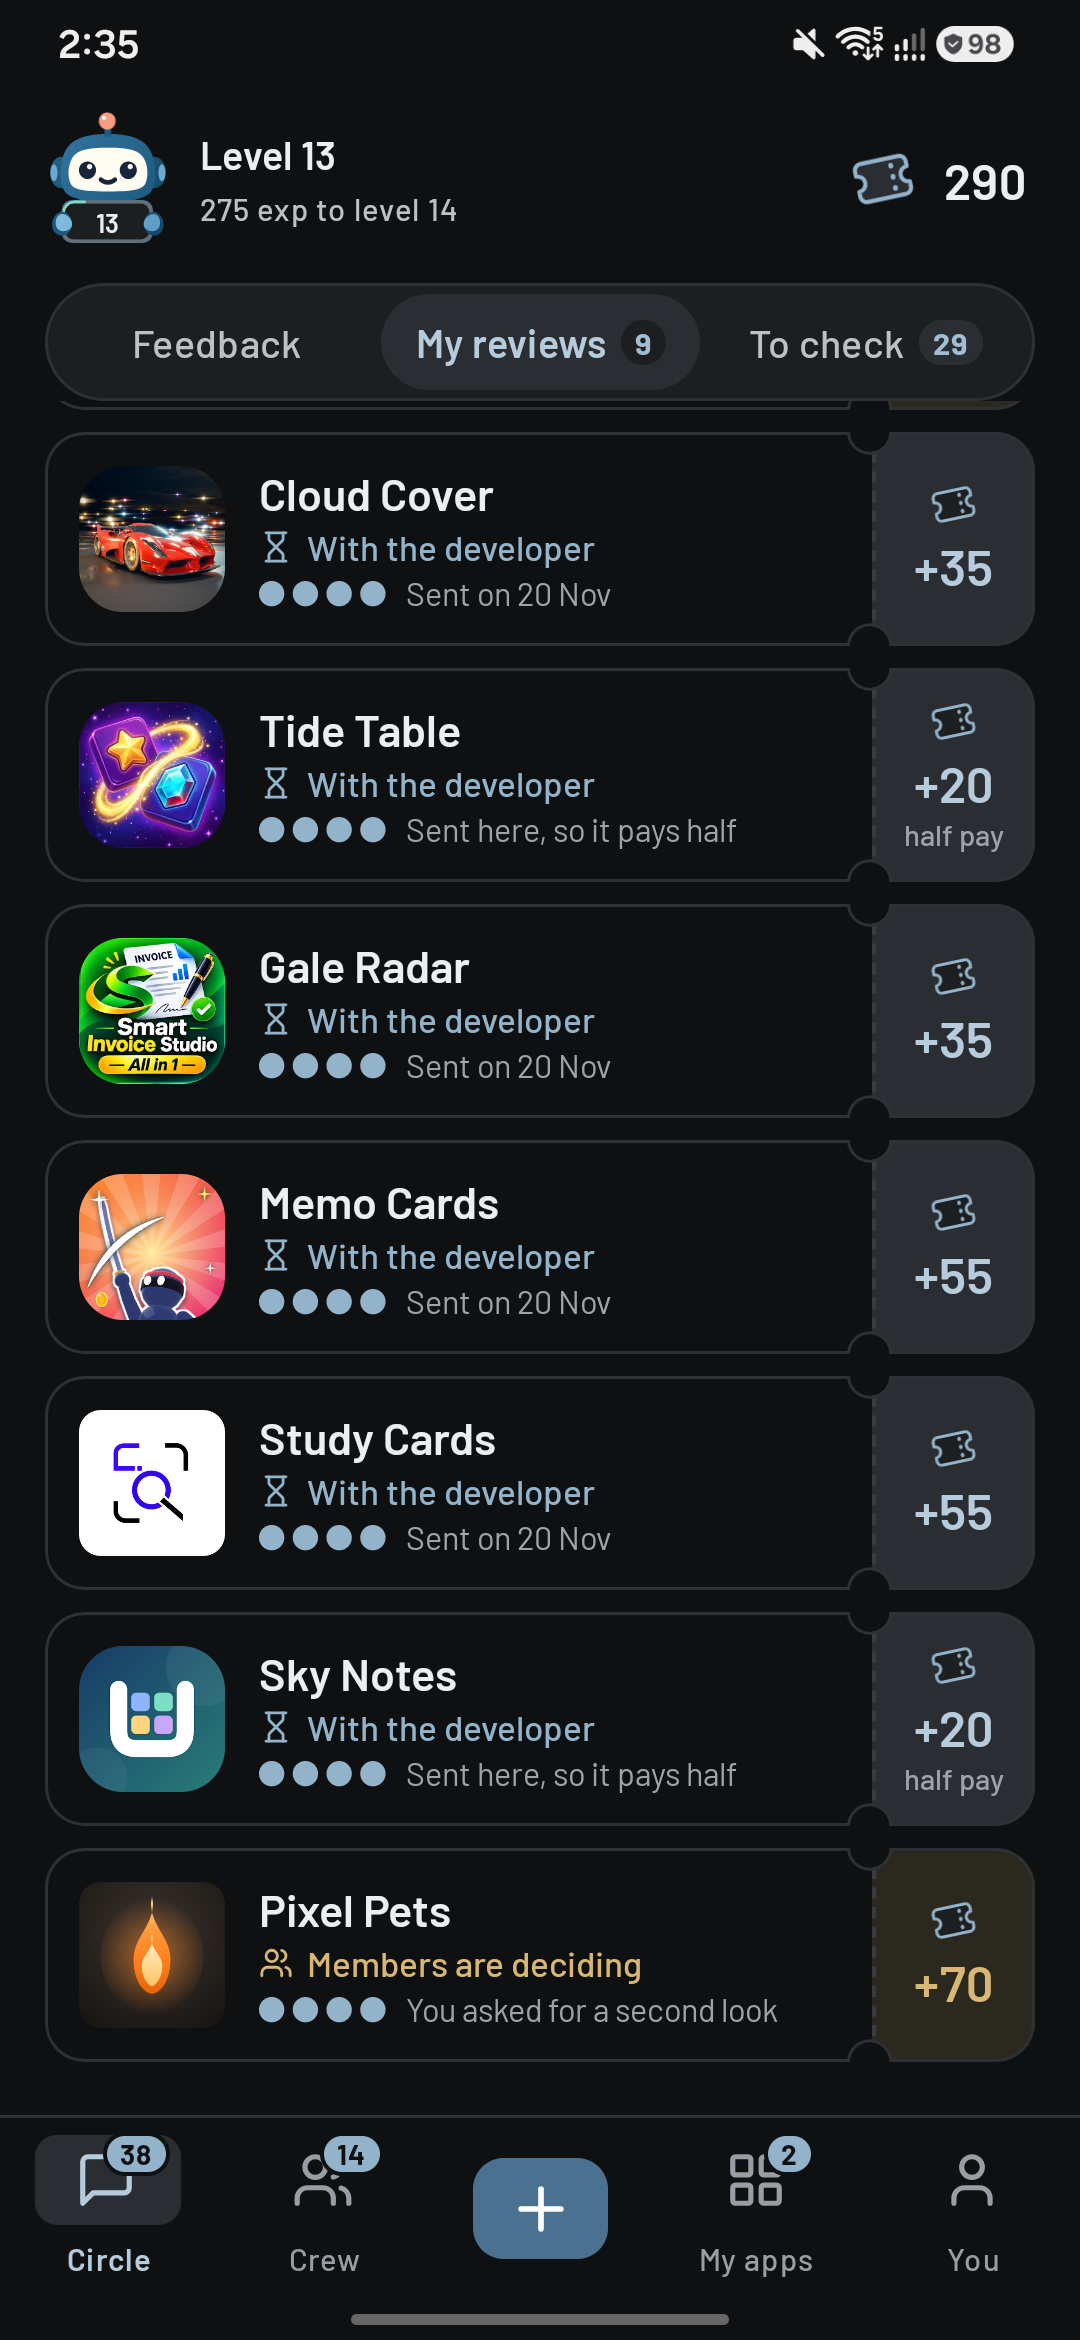 2:35
5
98
Level 13
275 exp to level 14
13
290
Feedback
My reviews 9
To check 29
Cloud Cover
With the developer
Sent on 20 Nov
+35
Tide Table
With the developer
Sent here, so it pays half
+20
half pay
INVOICE
S
Smart
Invoice Studio
All in 1
Gale Radar
With the developer
Sent on 20 Nov
+35
Memo Cards
With the developer
Sent on 20 Nov
+55
Study Cards
With the developer
Sent on 20 Nov
+55
Sky Notes
With the developer
Sent here, so it pays half
+20
half pay
Pixel Pets
Members are deciding
You asked for a second look
+70
38
Circle
14
Crew
2
My apps
You